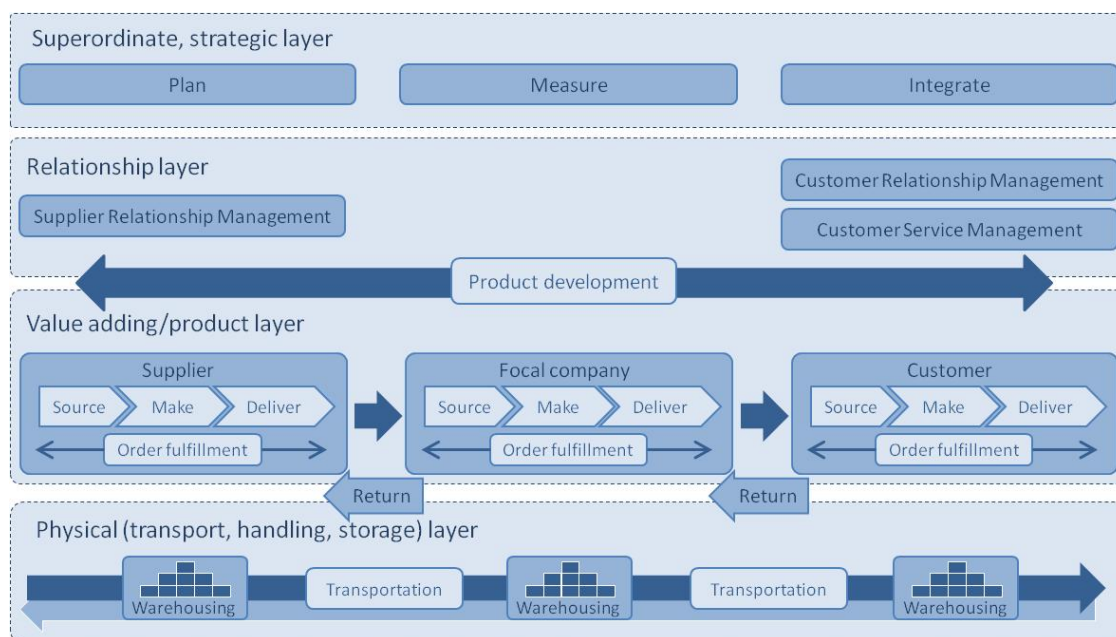 Superordinate, strategic layer
Plan
Measure
Integrate
Relationship layer
Supplier Relationship Management
Customer Relationship Management
Customer Service Management
Product development
Value adding/product layer
Supplier
Source
Make
Deliver
Order fulfillment
Focal company
Source
Make
Deliver
Order fulfillment
Customer
Source
Make
Deliver
Order fulfillment
Return
Return
Physical (transport, handling, storage) layer
Warehousing
Transportation
Warehousing
Transportation
Warehousing